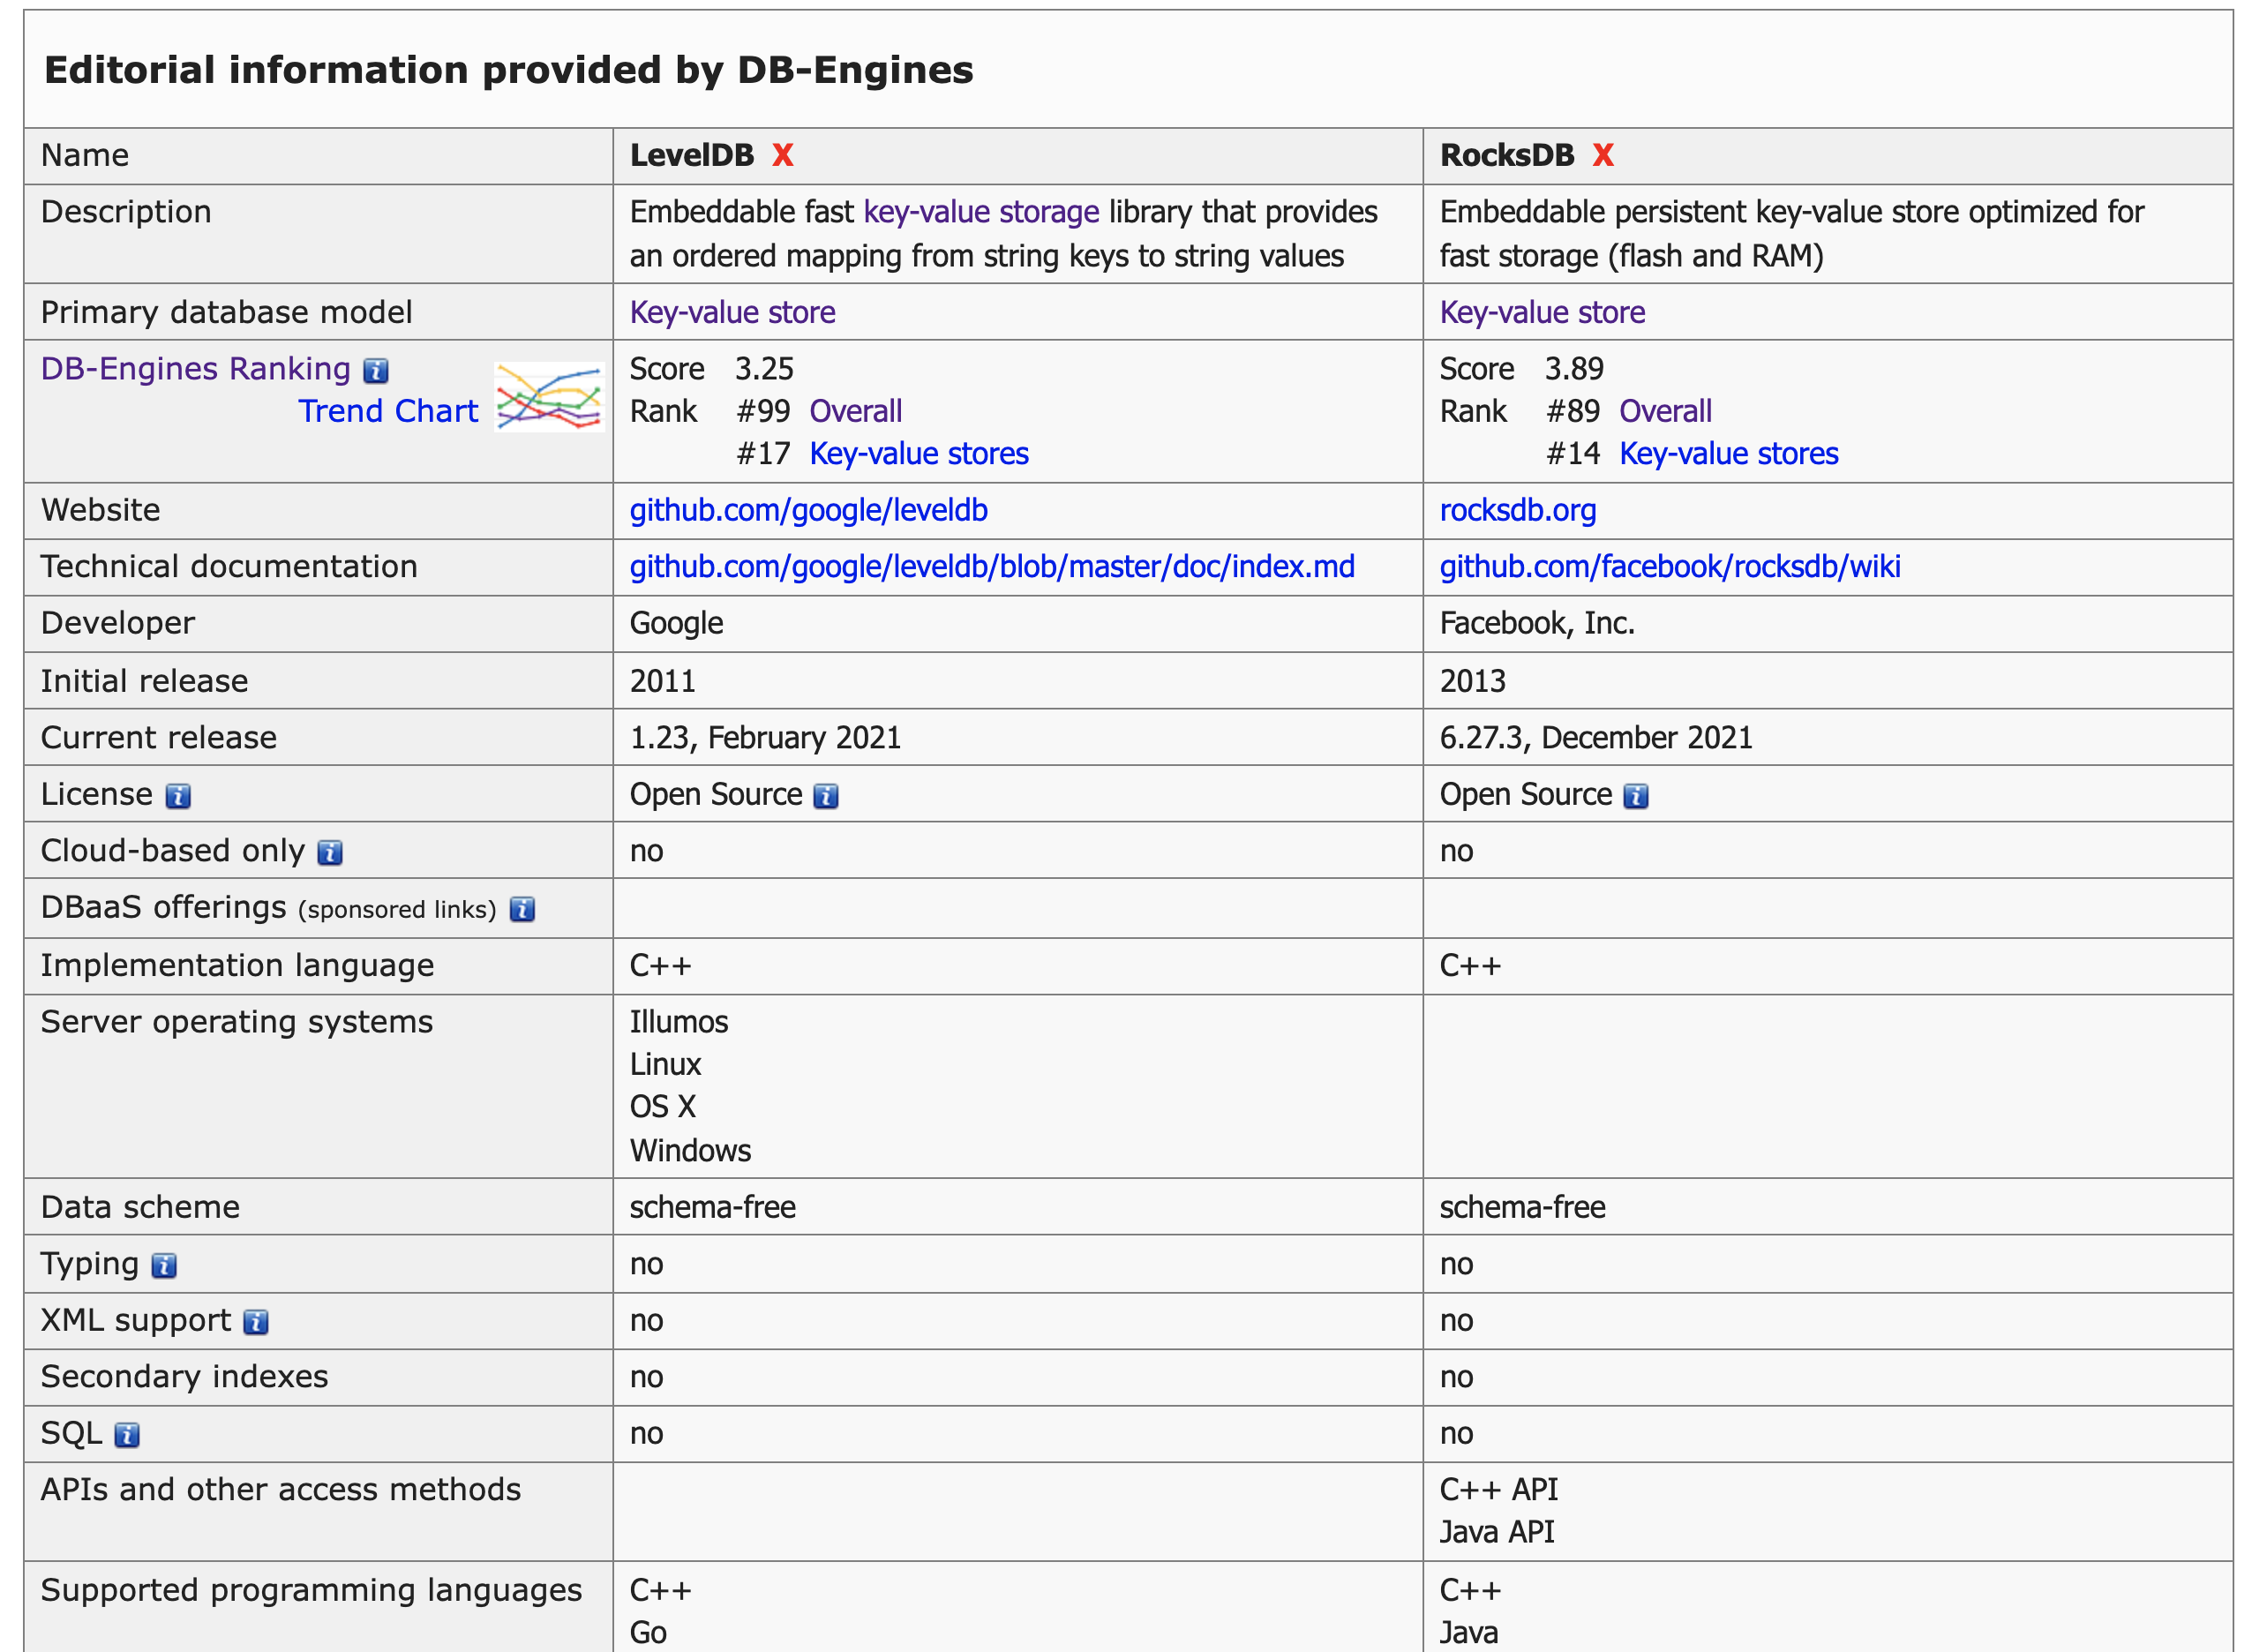 Editorial information provided by DB-Engines
Name LevelDB X RocksDB X
Description Embeddable fast key-value storage library that provides Embeddable persistent key-value store optimized for
an ordered mapping from string keys to string values fast storage (flash and RAM)
Primary database model Key-value store Key-value store
DB-Engines Ranking Score 3.25 Score 3.89
Trend Chart Rank #99 Overall Rank #89 Overall
#17 Key-value stores #14 Key-value stores
Website github.com/google/leveldb rocksdb.org
Technical documentation github.com/google/leveldb/blob/master/doc/index.md github.com/facebook/rocksdb/wiki
Developer Google Facebook, Inc.
Initial release 2011 2013
Current release 1.23, February 2021 6.27.3, December 2021
License Open Source Open Source
Cloud-based only no no
DBaaS offerings (sponsored links)
Implementation language C++ C++
Server operating systems Illumos
Linux
OS X
Windows
Data scheme schema-free schema-free
Typing no no
XML support no no
Secondary indexes no no
SQL no no
APIs and other access methods C++ API
Java API
Supported programming languages C++ C++
Go Java